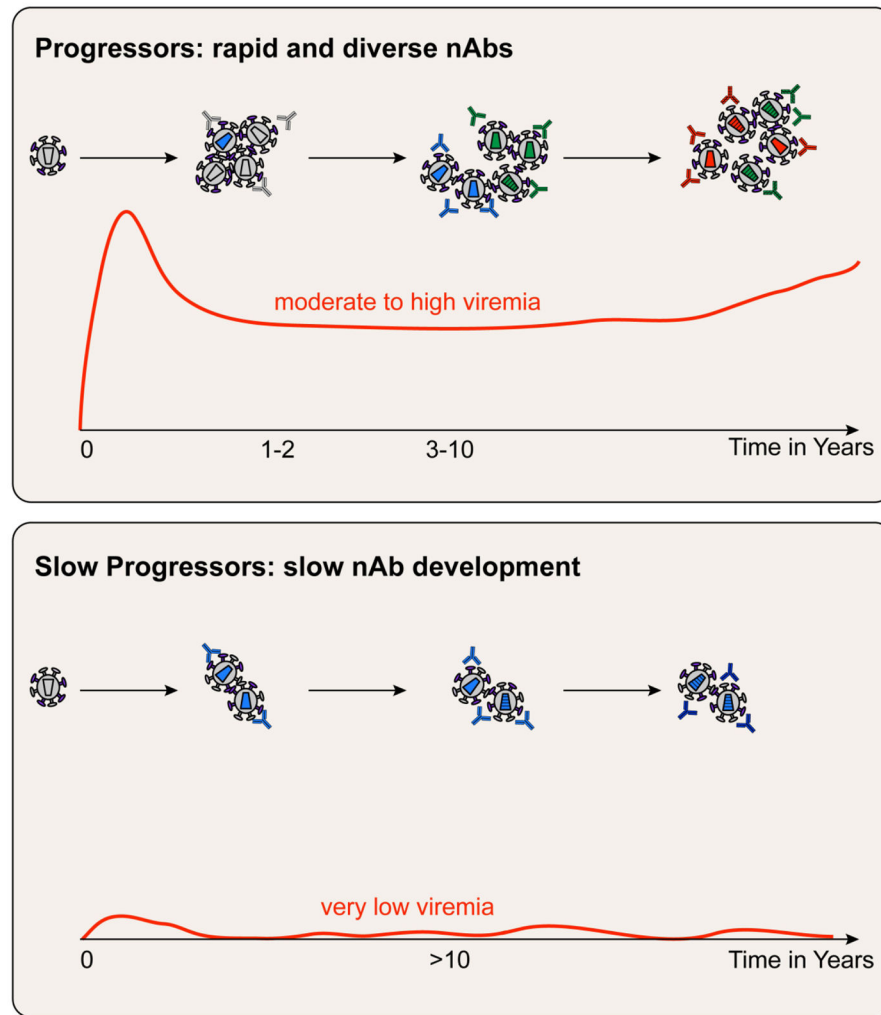 Progressors: rapid and diverse nAbs
moderate to high viremia
0
1-2
3-10
Time in Years
Slow Progressors: slow nAb development
very low viremia
0
>10
Time in Years